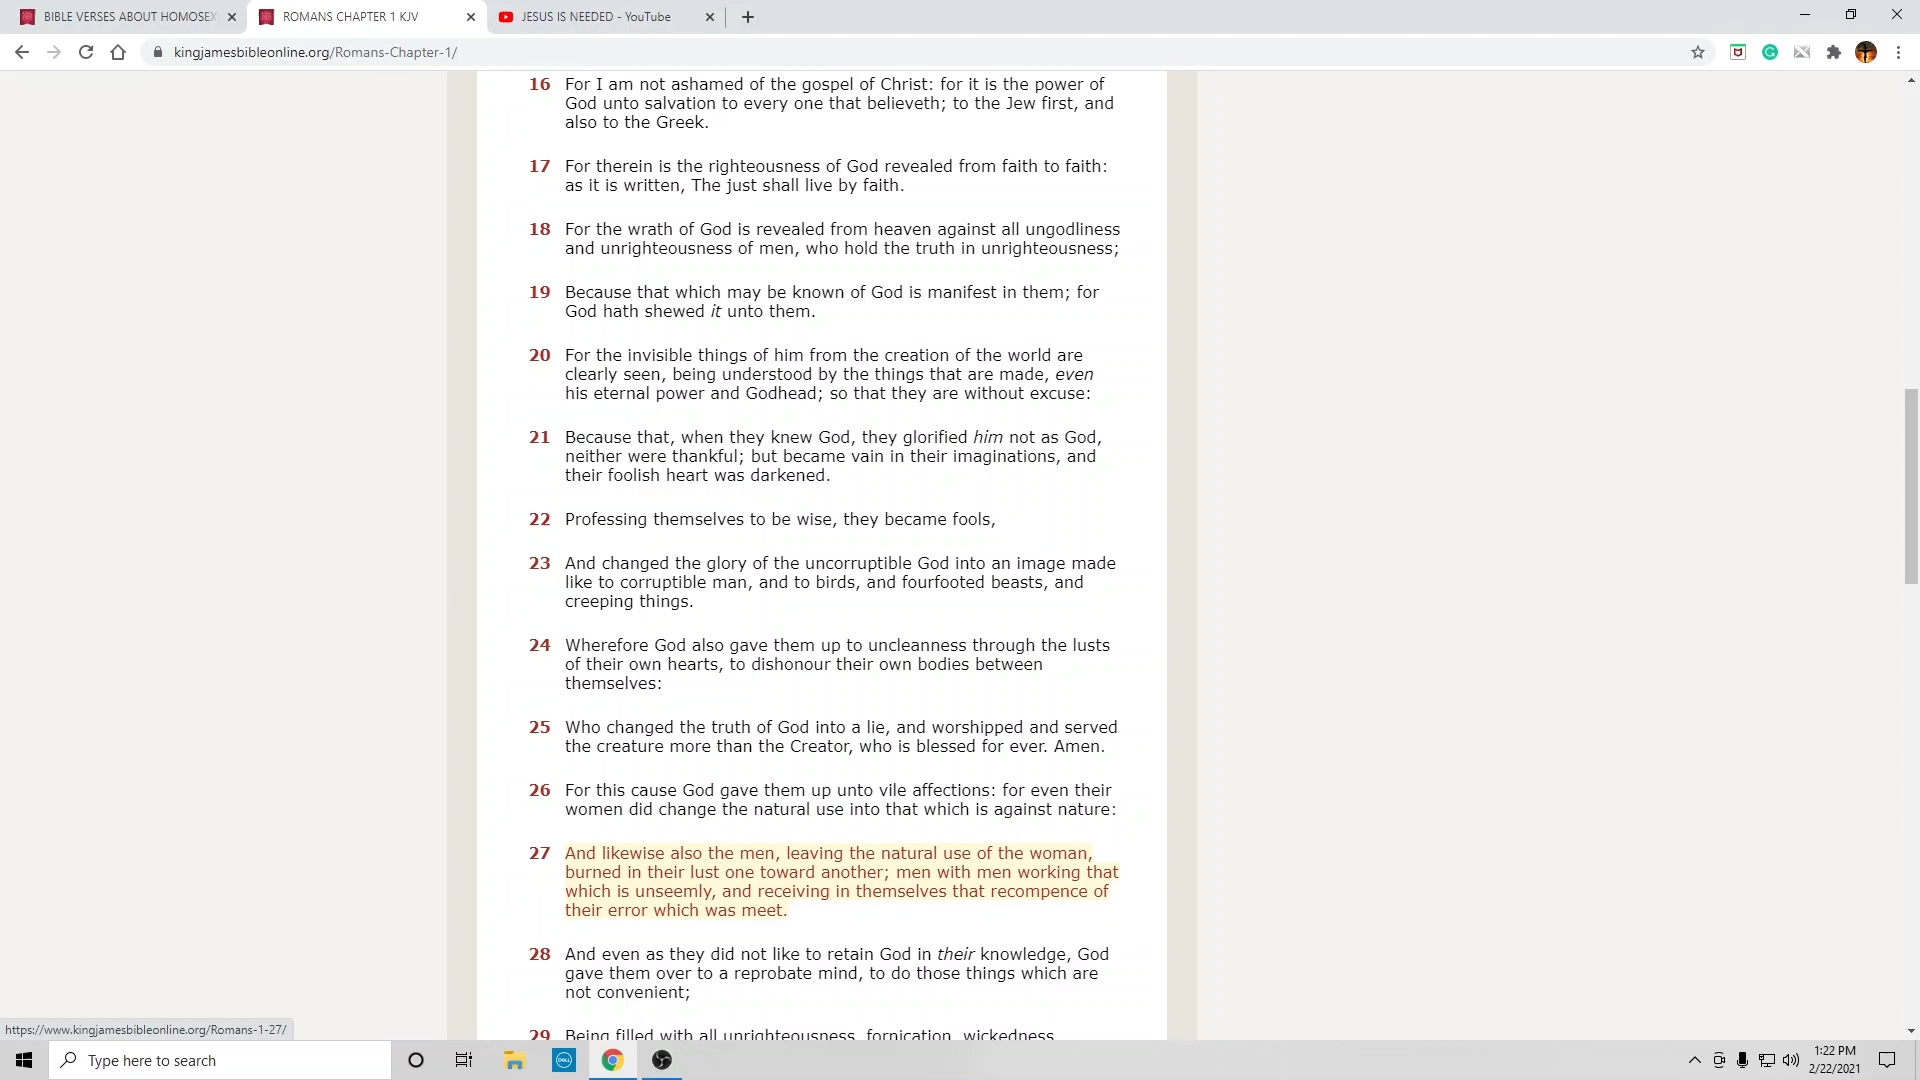 BIBLE VERSES ABOUT HOMOSEX
ROMANS CHAPTER 1 KJV
JESUS IS NEEDED - YouTube
kingjamesbibleonline.org/Romans-Chapter-1/
16 For I am not ashamed of the gospel of Christ: for it is the power of
God unto salvation to every one that believeth; to the Jew first, and
also to the Greek.
17 For therein is the righteousness of God revealed from faith to faith:
as it is written, The just shall live by faith.
18 For the wrath of God is revealed from heaven against all ungodliness
and unrighteousness of men, who hold the truth in unrighteousness;
19 Because that which may be known of God is manifest in them; for
God hath shewed it unto them.
20 For the invisible things of him from the creation of the world are
clearly seen, being understood by the things that are made, even
his eternal power and Godhead; so that they are without excuse:
21 Because that, when they knew God, they glorified him not as God,
neither were thankful; but became vain in their imaginations, and
their foolish heart was darkened.
22 Professing themselves to be wise, they became fools,
23 And changed the glory of the uncorruptible God into an image made
like to corruptible man, and to birds, and fourfooted beasts, and
creeping things.
24 Wherefore God also gave them up to uncleanness through the lusts
of their own hearts, to dishonour their own bodies between
themselves:
25 Who changed the truth of God into a lie, and worshipped and served
the creature more than the Creator, who is blessed for ever. Amen.
26 For this cause God gave them up unto vile affections: for even their
women did change the natural use into that which is against nature:
27 And likewise also the men, leaving the natural use of the woman,
burned in their lust one toward another; men with men working that
which is unseemly, and receiving in themselves that recompence of
their error which was meet.
28 And even as they did not like to retain God in their knowledge, God
gave them over to a reprobate mind, to do those things which are
not convenient;
29 Being filled with all unrighteousness, fornication, wickedness,
https://www.kingjamesbibleonline.org/Romans-1-27/
Type here to search
DELL
1:22 PM
2/22/2021